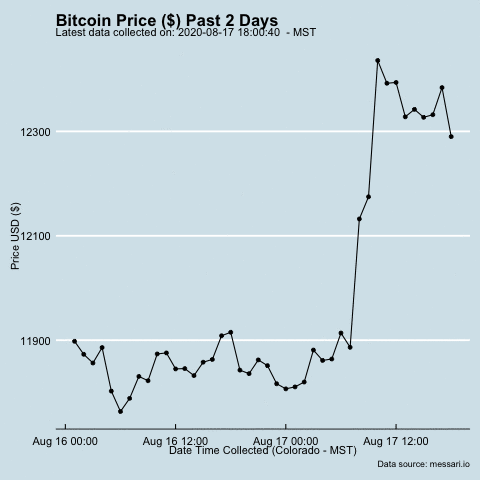 Bitcoin Price ($) Past 2 Days
Latest data collected on: 2020-08-17 18:00:40  - MST
12300
12100
11900
Price USD ($)
Aug 16 00:00 Aug 16 12:00 Aug 17 00:00 Aug 17 12:00
Date Time Collected (Colorado - MST)
Data source: messari.io